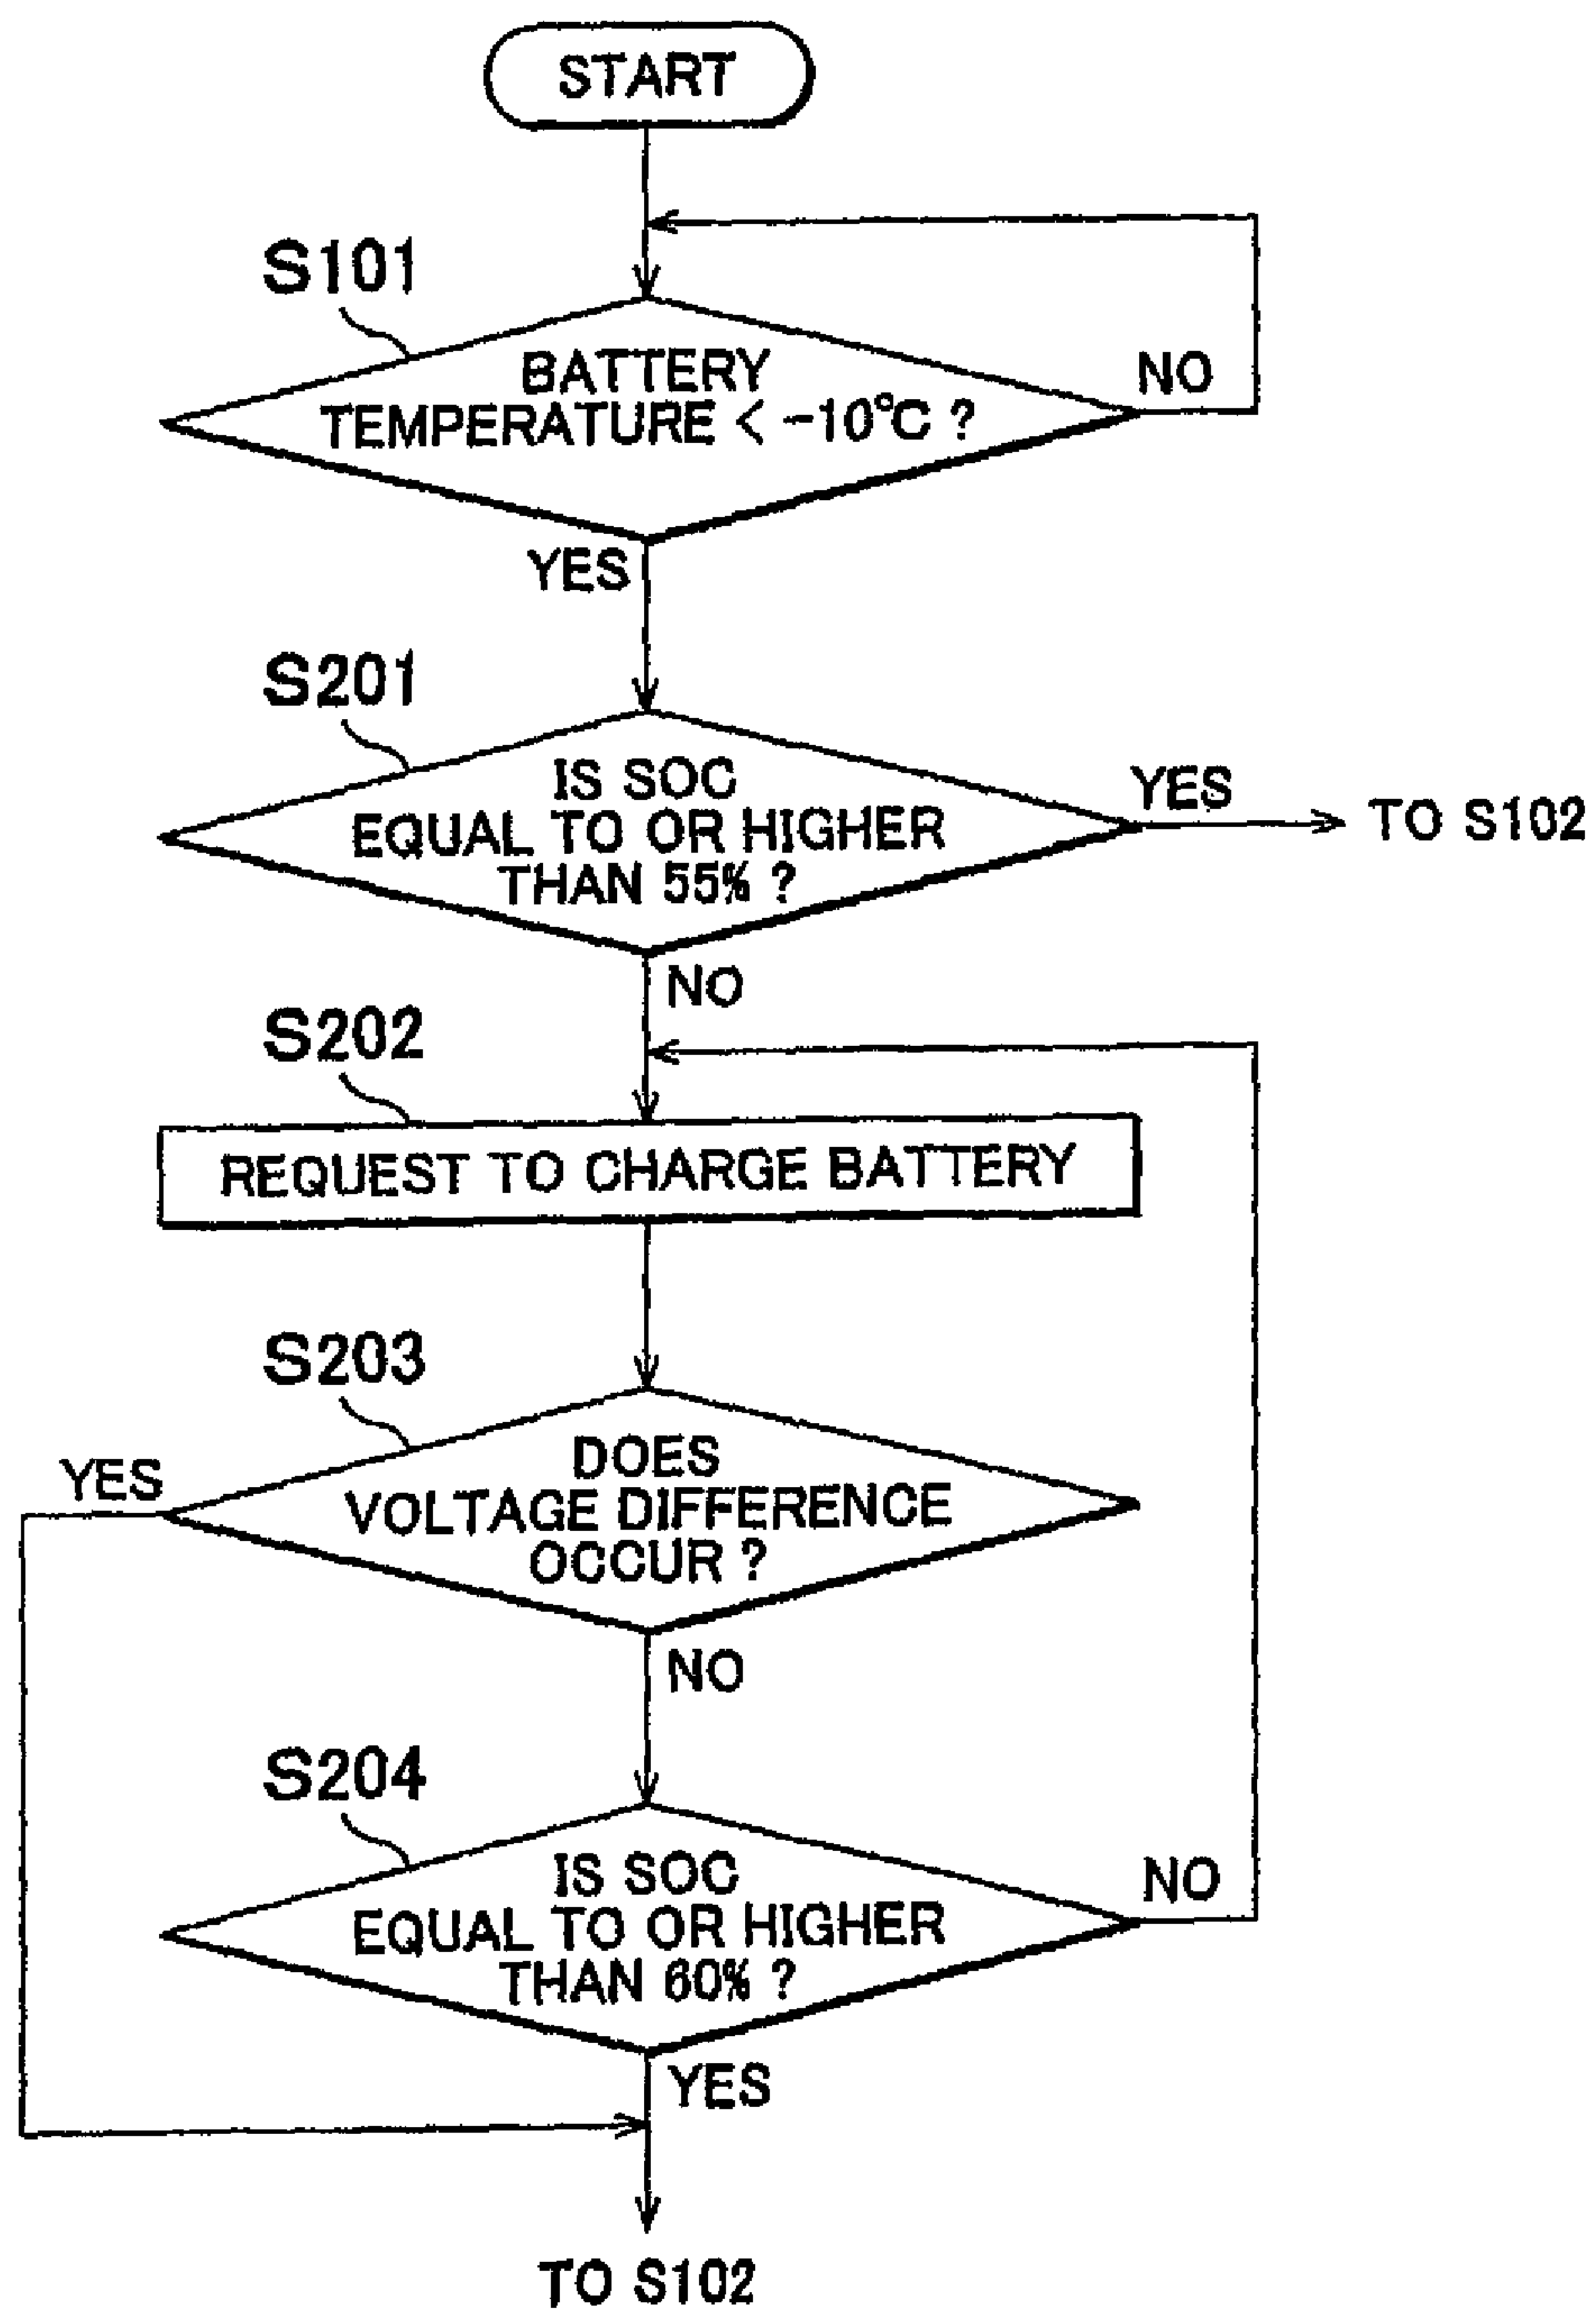 START
S101
BATTERY
TEMPERATURE < -10°C ?
NO
YES
S201
IS SOC
EQUAL TO OR HIGHER
THAN 55% ?
YES
TO S102
NO
S202
REQUEST TO CHARGE BATTERY
S203
YES
DOES
VOLTAGE DIFFERENCE
OCCUR ?
NO
S204
IS SOC
EQUAL TO OR HIGHER
THAN 60% ?
NO
YES
TO S102